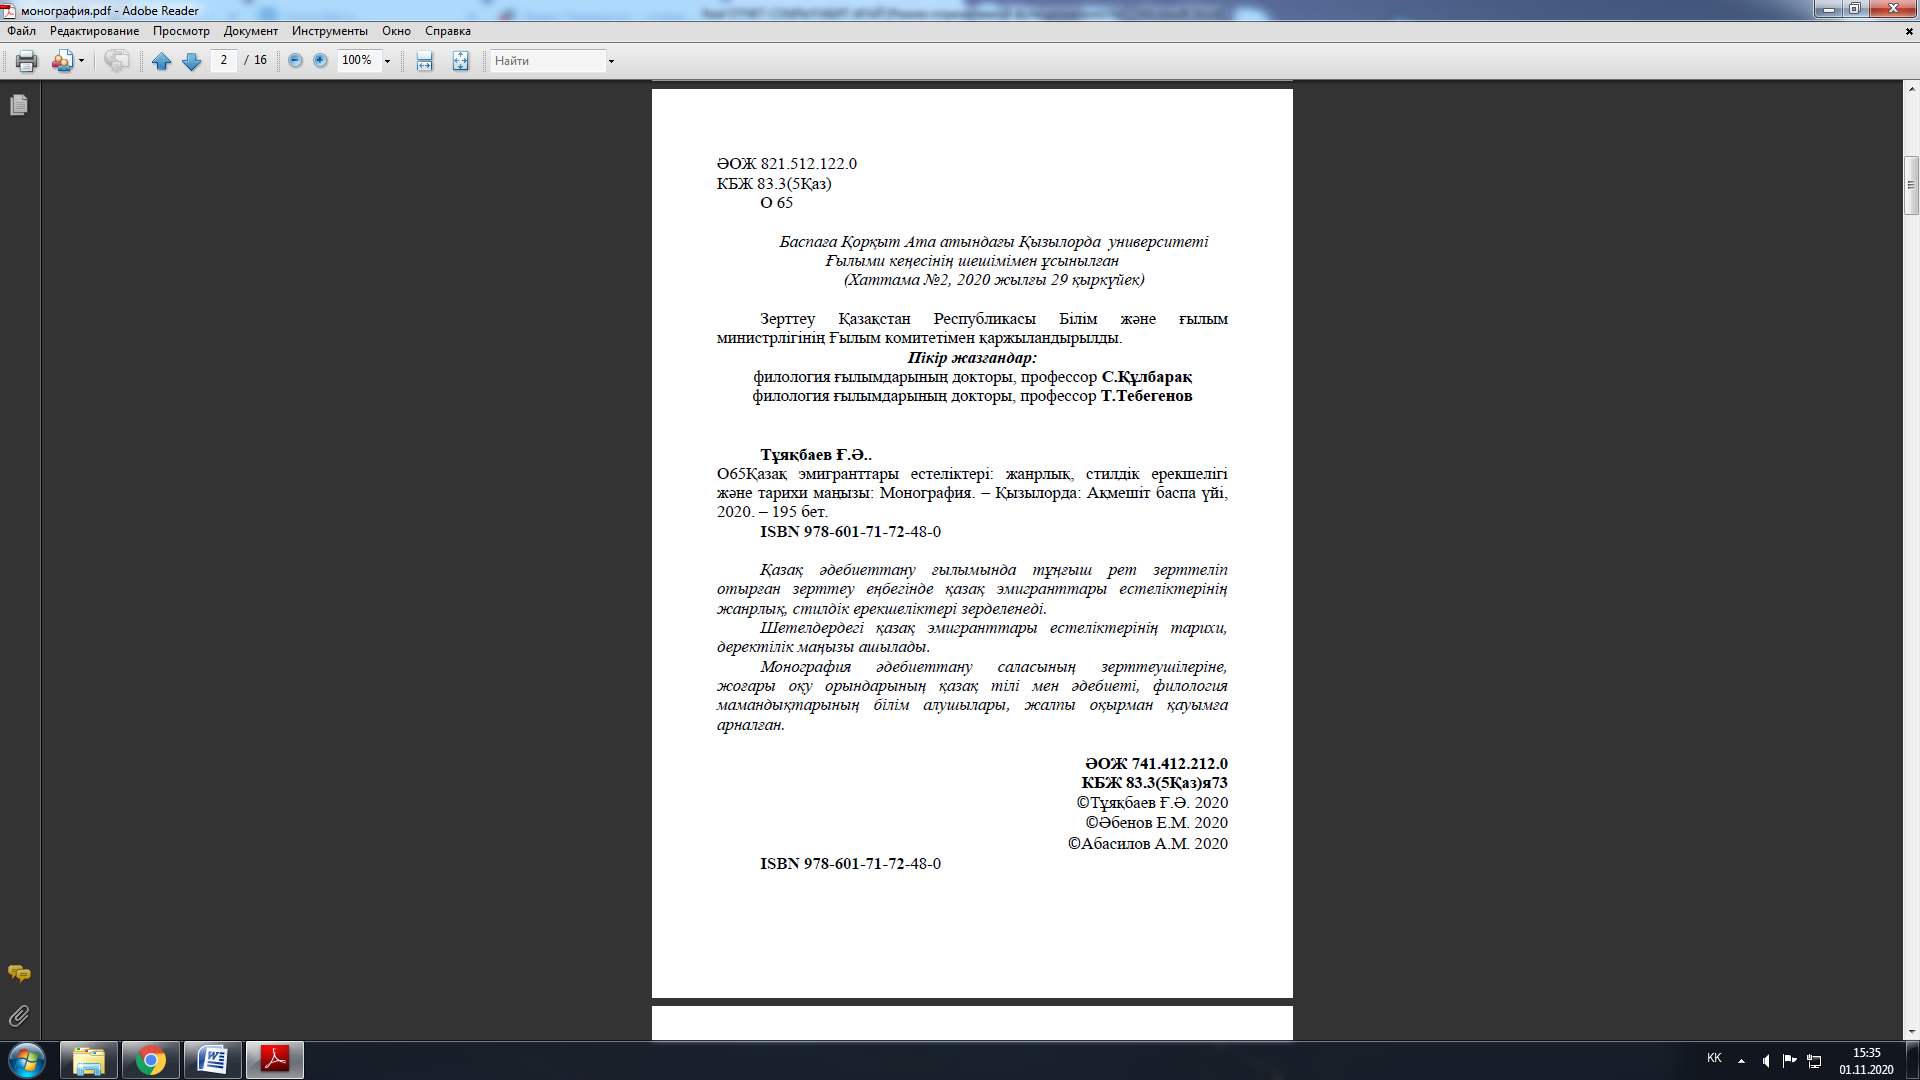 монография.pdf - Adobe Reader
Файл Редактирование Просмотр Документ Инструменты Окно Справка
2 / 16 100% Найти
ӘОЖ 821.512.122.0
КБЖ 83.3(5Қаз)
О 65
Баспаға Қорқыт Ата атындағы Қызылорда университеті
Ғылыми кеңесінің шешімімен ұсынылған
(Хаттама №2, 2020 жылғы 29 қыркүйек)
Зерттеу Қазақстан Республикасы Білім және ғылым
министрлігінің Ғылым комитетімен қаржыландырылды.
Пікір жазғандар:
филология ғылымдарының докторы, профессор С.Құлбарақ
филология ғылымдарының докторы, профессор Т.Тебегенов
Тұяқбаев Ғ.Ә..
О65Қазақ эмигранттары естеліктері: жанрлық, стилдік ерекшелігі
және тарихи маңызы: Монография. – Қызылорда: Ақмешіт баспа үйі,
2020. – 195 бет.
ISBN 978-601-71-72-48-0
Қазақ әдебиеттану ғылымында тұңғыш рет зерттеліп
отырған зерттеу еңбегінде қазақ эмигранттары естеліктерінің
жанрлық, стилдік ерекшеліктері зерделенеді.
Шетелдердегі қазақ эмигранттары естеліктерінің тарихи,
деректілік маңызы ашылады.
Монография әдебиеттану саласының зерттеушілеріне,
жоғары оқу орындарының қазақ тілі мен әдебиеті, филология
мамандықтарының білім алушылары, жалпы оқырман қауымға
арналған.
ӘОЖ 741.412.212.0
КБЖ 83.3(5Қаз)я73
©Тұяқбаев Ғ.Ә. 2020
©Әбенов Е.М. 2020
©Абасилов А.М. 2020
ISBN 978-601-71-72-48-0
KK
15:35
01.11.2020